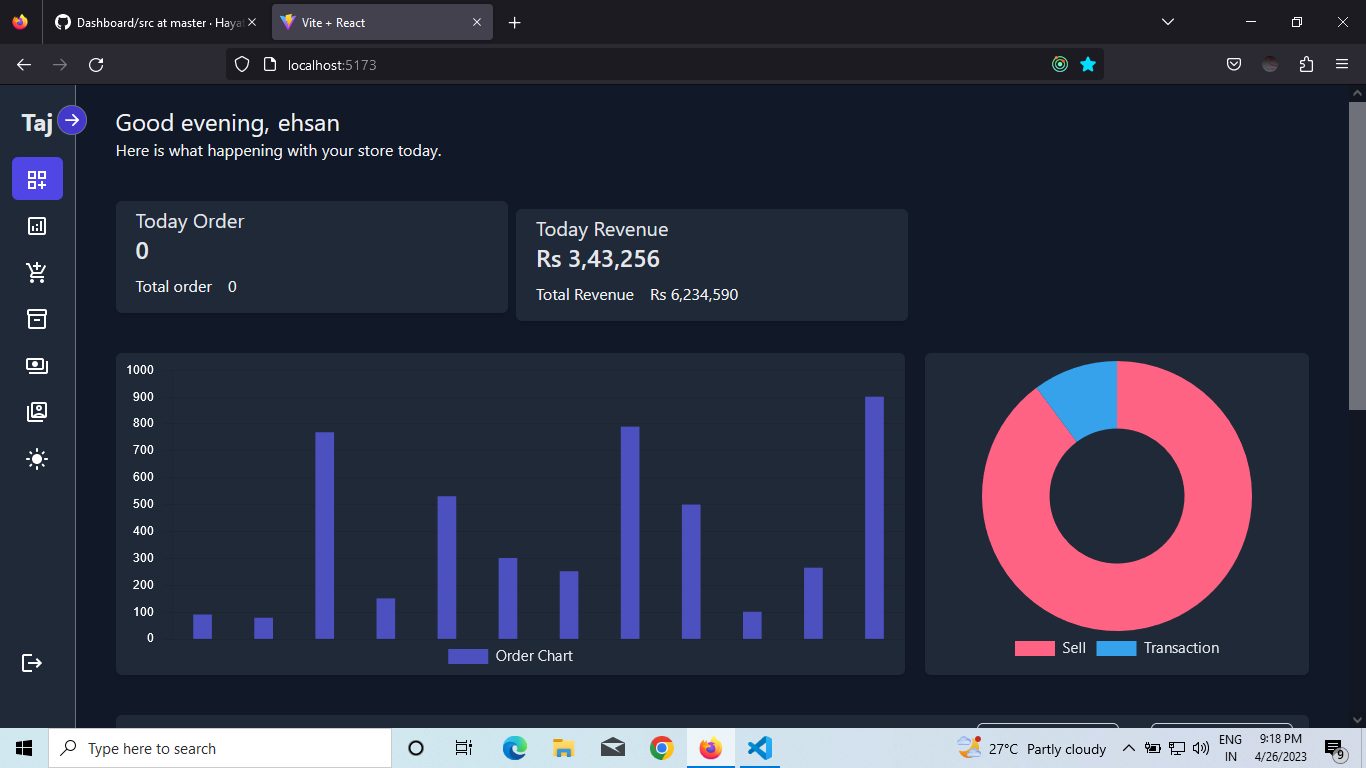 Dashboard/src at master · Haya
Vite + React
localhost:5173
Taj
Good evening, ehsan
Here is what happening with your store today.
Today Order
0
Total order 0
Today Revenue
Rs 3,43,256
Total Revenue Rs 6,234,590
1000
900
800
700
600
500
400
300
200
100
0
Order Chart
Sell Transaction
Type here to search
27°C Partly cloudy
ENG
IN
9:18 PM
4/26/2023
9